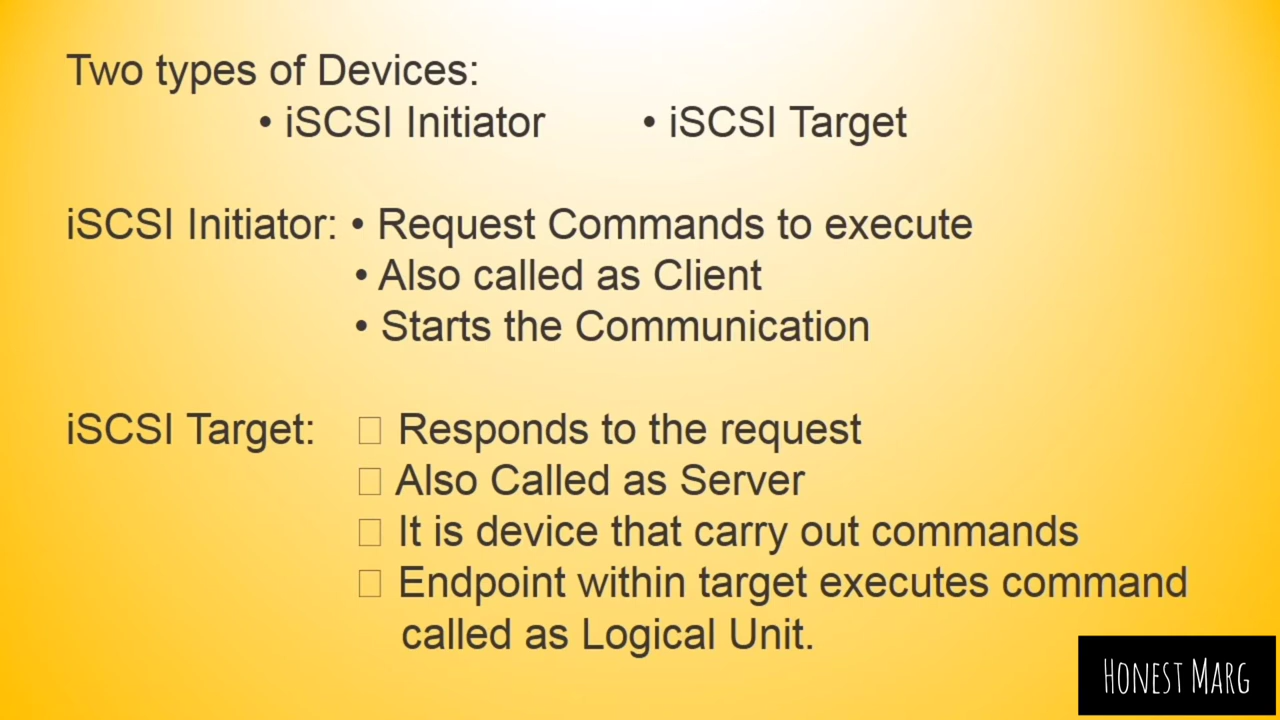 Two types of Devices:
• iSCSI Initiator • iSCSI Target
iSCSI Initiator: • Request Commands to execute
• Also called as Client
• Starts the Communication
iSCSI Target: □ Responds to the request
□ Also Called as Server
□ It is device that carry out commands
□ Endpoint within target executes command
called as Logical Unit.
HONEST MARG